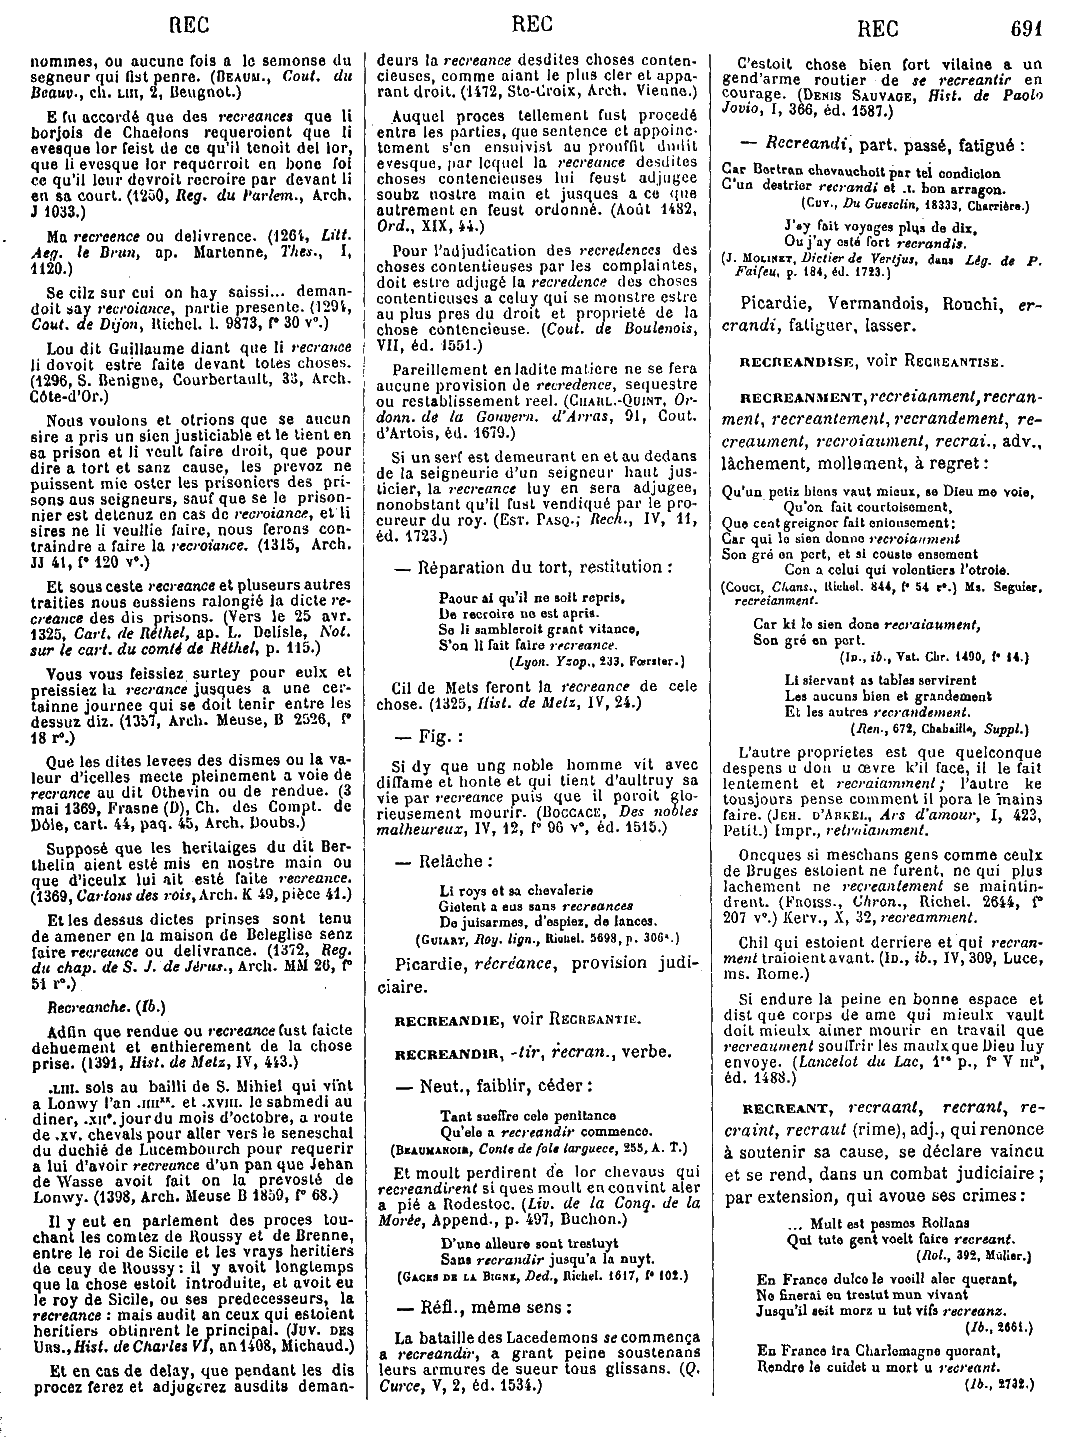 REC
REC
REC
691
nommes, ou aucune fois a le semonse du
segneur qui fist penre. (BEAUM., Cout. du
Beauv., ch. LIII, 2, Beugnot.)
E fu accordé que des recreances que li
borjois de Chaelons requeroient que li
evesque lor feist de ce qu'il tenoit del lor,
que li evesque lor requerroit en bone foi
ce qu'il leur devroit recroire par devant li
en sa court. (1250, Reg. du Parlem., Arch.
J 1033.)
Ma recreence ou delivrence. (1264, Litt.
Aeg. le Brun, ap. Martenne, Thes., I,
1120.)
Se cilz sur cui on hay saissi... deman-
doit say recroiance, partie presente. (1294,
Cout. de Dijon, Richel. l. 9873, f° 30 v°.)
Lou dit Guillaume diant que li recrance
li dovoit estre faite devant totes choses.
(1296, S. Benigne, Courbertault, 33, Arch.
Côte-d'Or.)
Nous voulons et otrions que se aucun
sire a pris un sien justiciable et le tient en
sa prison et li veult faire droit, que pour
dire a tort et sanz cause, les prevoz ne
puissent mie oster les prisoniers des pri-
sons aus seigneurs, sauf que se le prison-
nier est detenuz en cas de recroiance, et li
sires ne li veullie faire, nous ferons con-
traindre a faire la recroiance. (1315, Arch.
JJ 41, f° 120 v°.)
Et sous ceste recreance et pluseurs autres
traities nous eussiens ralongié la dicte re-
creance des dis prisons. (Vers le 25 avr.
1325, Cart. de Réthel, ap. L. Delisle, Not.
sur le cart. du comté de Réthel, p. 115.)
Vous vous feissiez surtey pour eulx et
preissiez la recrance jusques a une cer-
tainne journee qui se doit tenir entre les
dessuz diz. (1357, Arch. Meuse, B 2526, f°
18 r°.)
Que les dites levees des dismes ou la va-
leur d'icelles mecte pleinement a voie de
recrance au dit Othevin ou de rendue. (3
mai 1369, Frasne (D), Ch. des Compt. de
Dôle, cart. 44, paq. 45, Arch. Doubs.)
Supposé que les heritaiges du dit Ber-
thelin aient esté mis en nostre main ou
que d'iceulx lui ait esté faite recreance.
(1369, Cartons des rois, Arch. K 49, pièce 41.)
Et les dessus dictes prinses sont tenu
de amener en la maison de Beleglise senz
faire recreance ou delivrance. (1372, Reg.
du chap. de S. J. de Jérus., Arch. MM 26, f°
51 r°.)
Recreanche. (Ib.)
Adfin que rendue ou recreance fust faicte
dehuement et enthierement de la chose
prise. (1391, Hist. de Metz, IV, 443.)
.LIII. sols au bailli de S. Mihiel qui vint
a Lonwy l'an .IIIIxx. et .XVIII. le sabmedi au
diner, .XIIe. jour du mois d'octobre, a route
de .XV. chevals pour aller vers le seneschal
du duchié de Lucembourch pour requerir
a lui d'avoir recreance d'un pan que Jehan
de Wasse avoit fait on la prevosté de
Lonwy. (1398, Arch. Meuse B 1859, f° 68.)
Il y eut en parlement des proces tou-
chant les comtez de Roussy et de Brenne,
entre le roi de Sicile et les vrays heritiers
de ceuy de Roussy : il y avoit longtemps
que la chose estoit introduite, et avoit eu
le roy de Sicile, ou ses predecesseurs, la
recreance : mais audit an ceux qui estoient
heritiers obtinrent le principal. (JUV. DES
URS., Hist. de Charles VI, an 1408, Michaud.)
Et en cas de delay, que pendant les dis
procez ferez et adjugerez ausdits deman-
deurs la recreance desdites choses conten-
cieuses, comme aiant le plus cler et appa-
rant droit. (1472, Ste-Croix, Arch. Vienne.)
Auquel proces tellement fust procedé
entre les parties, que sentence et appoinc-
tement s'en ensuivist au prouffit dudit
evesque, par lequel la recreance desdites
choses contencieuses lui feust adjugee
soubz nostre main et jusques a ce que
autrement en feust ordonné. (Août 1482,
Ord., XIX, 44.)
Pour l'adjudication des recredences des
choses contentieuses par les complaintes,
doit estre adjugé la recredence des choses
contentieuses a celuy qui se monstre estre
au plus pres du droit et propriété de la
chose contencieuse. (Cout. de Boulenois,
VII, éd. 1551.)
Pareillement en ladite matiere ne se fera
aucune provision de recredence, sequestre
ou restablissement reel. (CHARL.-QUINT, Or-
donn. de la Gouvern. d'Arras, 91, Cout.
d'Artois, éd. 1679.)
Si un serf est demeurant en et au dedans
de la seigneurie d'un seigneur haut jus-
ticier, la recreance luy en sera adjugee,
nonobstant qu'il fust vendiqué par le pro-
cureur du roy. (EST. PASQ., Rech., IV, 11,
éd. 1723.)
— Réparation du tort, restitution :
Paour ai qu'il ne soit repris,
De recroire ne est apris.
Se li sambleroit grant vitance,
S'on li fait faire recreance.
(Lyon. Yzop., 233, Fœrster.)
Cil de Mets feront la recreance de cele
chose. (1325, Hist. de Metz, IV, 24.)
— Fig. :
Si dy que ung noble homme vit avec
diffame et honte et qui tient d'aultruy sa
vie par recreance puis que il poroit glo-
rieusement mourir. (BOCCACE, Des nobles
malheureux, IV, 12, f° 96 v°, éd. 1515.)
— Relâche :
Li roys et sa chevalerie
Gietent a eus sans recreances
De juisarmes, d'espiez, de lances.
(GUIART, Roy. lign., Richel. 5698, p. 306a.)
Picardie, récréance, provision judi-
ciaire.
RECREANDIE, voir RECREANTIE.
RECREANDIR, -tir, recran., verbe.
— Neut., faiblir, céder :
Tant sueffre cele penitance
Qu'ele a recreandir commence.
(BEAUMANOIR, Conte de fole larguece, 255, A. T.)
Et moult perdirent de lor chevaus qui
recreandirent si ques moult en convint aler
a pié a Rodestoc. (Liv. de la Conq. de la
Morée, Append., p. 497, Buchon.)
D'une alleure sont trestuyt
Sans recrandir jusqu'a la nuyt.
(GACES DE LA BIGNE, Ded., Richel. 1617, f° 102.)
— Réfl., même sens :
La bataille des Lacedemons se commença
a recreandir, a grant peine soustenans
leurs armures de sueur tous glissans. (Q.
Curce, V, 2, éd. 1534.)
C'estoit chose bien fort vilaine a un
gend'arme routier de se recreantir en
courage. (DENIS SAUVAGE, Hist. de Paolo
Jovio, I, 366, éd. 1587.)
— Recreandi, part. passé, fatigué :
Car Bertran chevauchoit par tel condicion
C'un destrier recrandi et .I. bon arragon.
(CUV., Du Guesclin, 18333, Charrière.)
J'ay fait voyages plus de dix,
Ou j'ay esté fort recrandis.
(J. MOLINET, Dictier de Vertjus, dans Lég. de P.
Faifeu, p. 184, éd. 1723.)
Picardie, Vermandois, Rouchi, er-
crandi, fatiguer, lasser.
RECREANDISE, voir RECREANTISE.
RECREANMENT, recreianment, recran-
ment, recreantement, recrandement, re-
creaument, recroiaument, recrai., adv.,
lâchement, mollement, à regret :
Qu'un petiz biens vaut mieux, se Dieu me voie,
Qu'on fait courtoisement,
Que cent greignor fait enionsement;
Car qui le sien donne recroiaument
Son gré en pert, et si couste ensement
Con a celui qui volentiers l'otroie.
(COUCI, Chans., Richel. 844, f° 54 r°.) Ms. Seguier,
recreianment.
Car ki le sien done recraiaument,
Son gré en pert.
(ID., ib., Vat. Chr. 1490, f° 14.)
Li siervant as tables servirent
Les aucuns bien et grandement
Et les autres recrandement.
(Ren., 672, Chabaille, Suppl.)
L'autre proprietes est que quelconque
despens u don u œvre k'il face, il le fait
lentement et recraiamment ; l'autre ke
tousjours pense comment il pora le mains
faire. (JEH. D'ARKEL, Ars d'amour, I, 423,
Petit.) Impr., retraiamment.
Oncques si meschans gens comme ceulx
de Bruges estoient ne furent, ne qui plus
lachement ne recreantement se maintin-
drent. (FROISS., Chron., Richel. 2644, f°
207 v°.) Kerv., X, 32, recreamment.
Chil qui estoient derriere et qui recran-
ment traioient avant. (ID., ib., IV, 309, Luce,
ms. Rome.)
Si endure la peine en bonne espace et
dist que corps de ame qui mieulx vault
doit mieulx aimer mourir en travail que
recreaument souffrir les maulx que Dieu luy
envoye. (Lancelot du Lac, 1re p., f° V IIIb,
éd. 1488.)
RECREANT, recraant, recrant, re-
craint, recraut (rime), adj., qui renonce
à soutenir sa cause, se déclare vaincu
et se rend, dans un combat judiciaire ;
par extension, qui avoue ses crimes :
... Mult est pesmes Rollans
Qui tute gent voelt faire recreant.
(Rol., 392, Müller.)
En France dulce le voeill aler querant,
Ne finerai en trestut mun vivant
Jusqu'il seit morz u tut vifs recreanz.
(Ib., 2661.)
En France ira Charlemagne querant,
Rendre le cuidet u mort u recreant.
(Ib., 2732.)